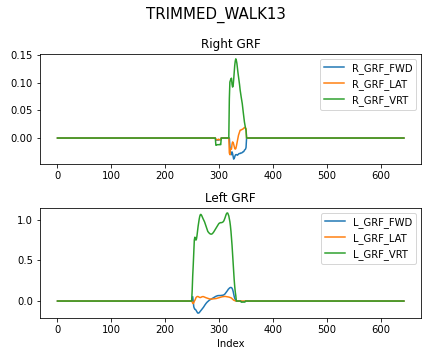 TRIMMED_WALK13
Right GRF
0.15
0.10
0.05
0.00
R_GRF_FWD
R_GRF_LAT
R_GRF_VRT
0 100 200 300 400 500 600
Left GRF
1.0
0.5
0.0
L_GRF_FWD
L_GRF_LAT
L_GRF_VRT
0 100 200 300 400 500 600
Index